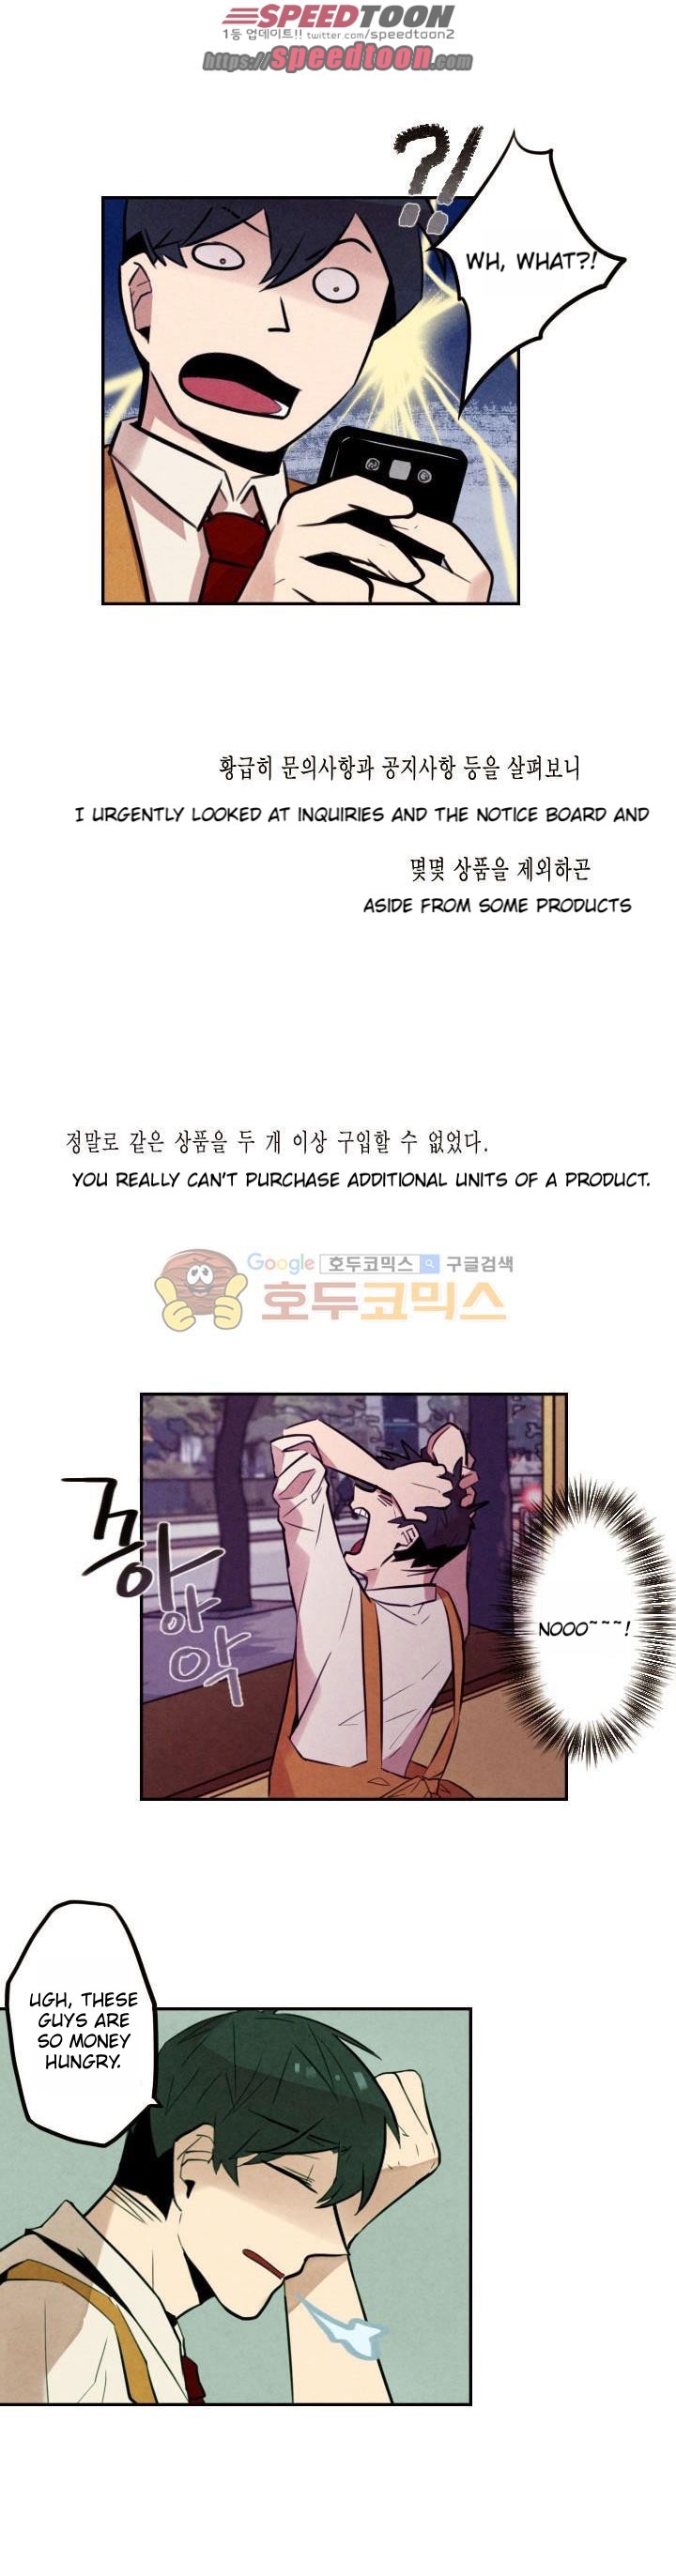 SPEEDTOON
1등 업데이트!! twitter.com/speedtoon2
https://speedtoon.com
?!
WH, WHAT?!
황급히 문의사항과 공지사항 등을 살펴보니
I URGENTLY LOOKED AT INQUIRIES AND THE NOTICE BOARD AND
몇몇 상품을 제외하곤
ASIDE FROM SOME PRODUCTS
정말로 같은 상품을 두 개 이상 구입할 수 없었다.
YOU REALLY CAN'T PURCHASE ADDITIONAL UNITS OF A PRODUCT.
Google 호두코믹스 구글검색
호두코믹스
끄아아악
NOOO~~~!
UGH, THESE
GUYS ARE
SO MONEY
HUNGRY.